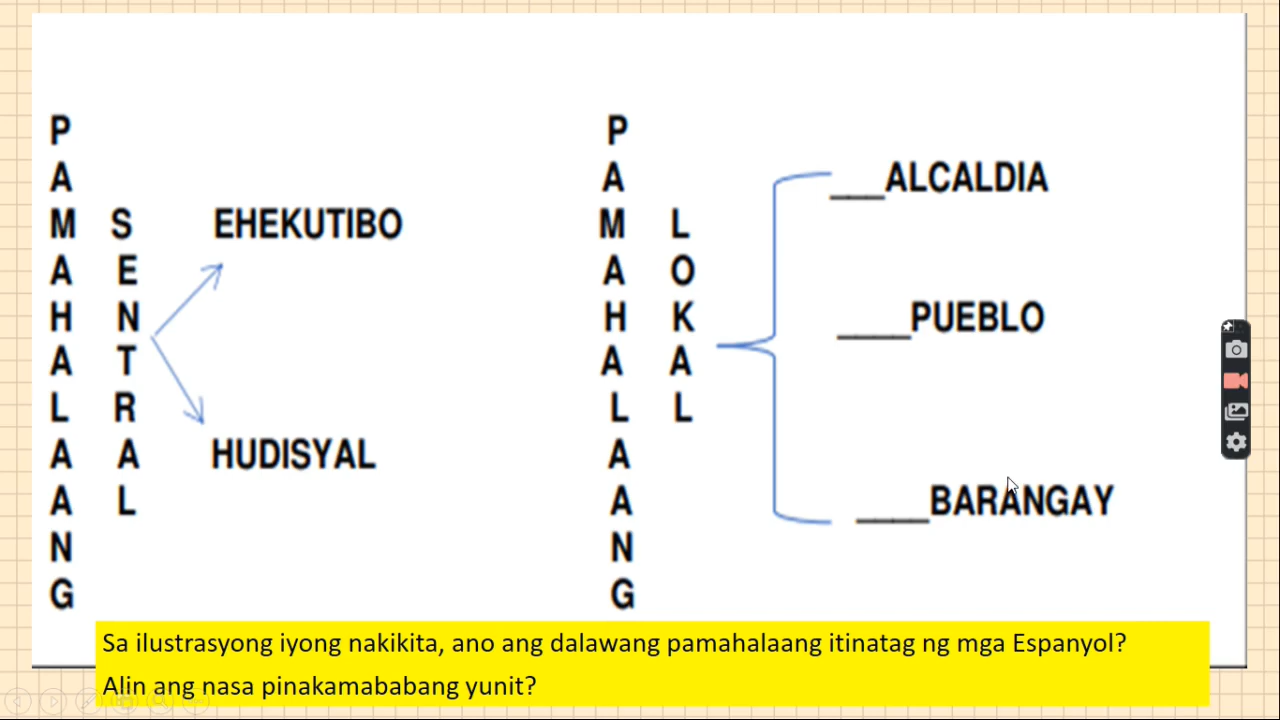 PAMAHALAANG
SENTRAL
EHEKUTIBO
HUDISYAL
PAMAHALAANG
LOKAL
___ALCALDIA
____PUEBLO
____BARANGAY
Sa ilustrasyong iyong nakikita, ano ang dalawang pamahalaang itinatag ng mga Espanyol?
Alin ang nasa pinakamababang yunit?